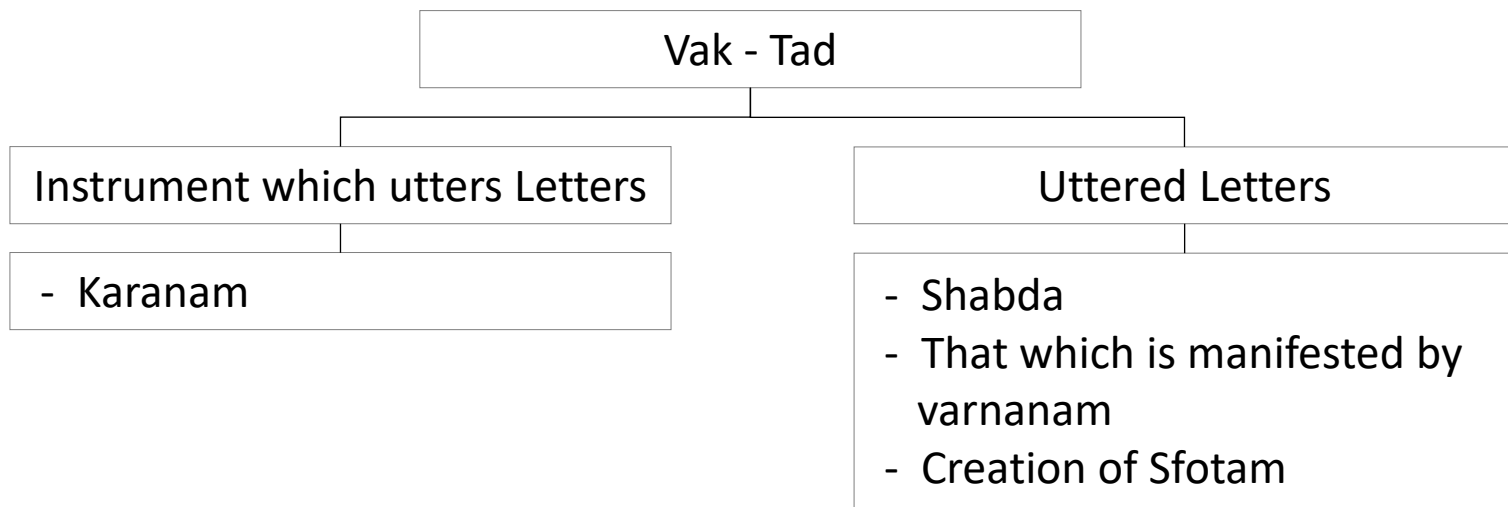 Vak - Tad
Instrument which utters Letters
Uttered Letters
- Karanam
- Shabda
- That which is manifested by
varnanam
- Creation of Sfotam